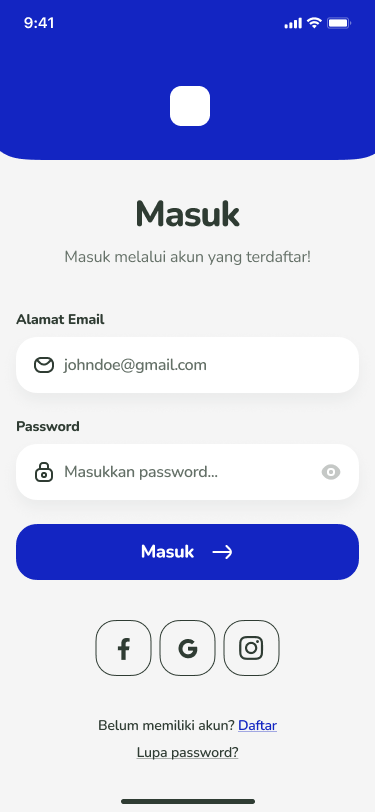 9:41
Masuk
Masuk melalui akun yang terdaftar!
Alamat Email
johndoe@gmail.com
Password
Masukkan password...
Masuk
Belum memiliki akun? Daftar
Lupa password?